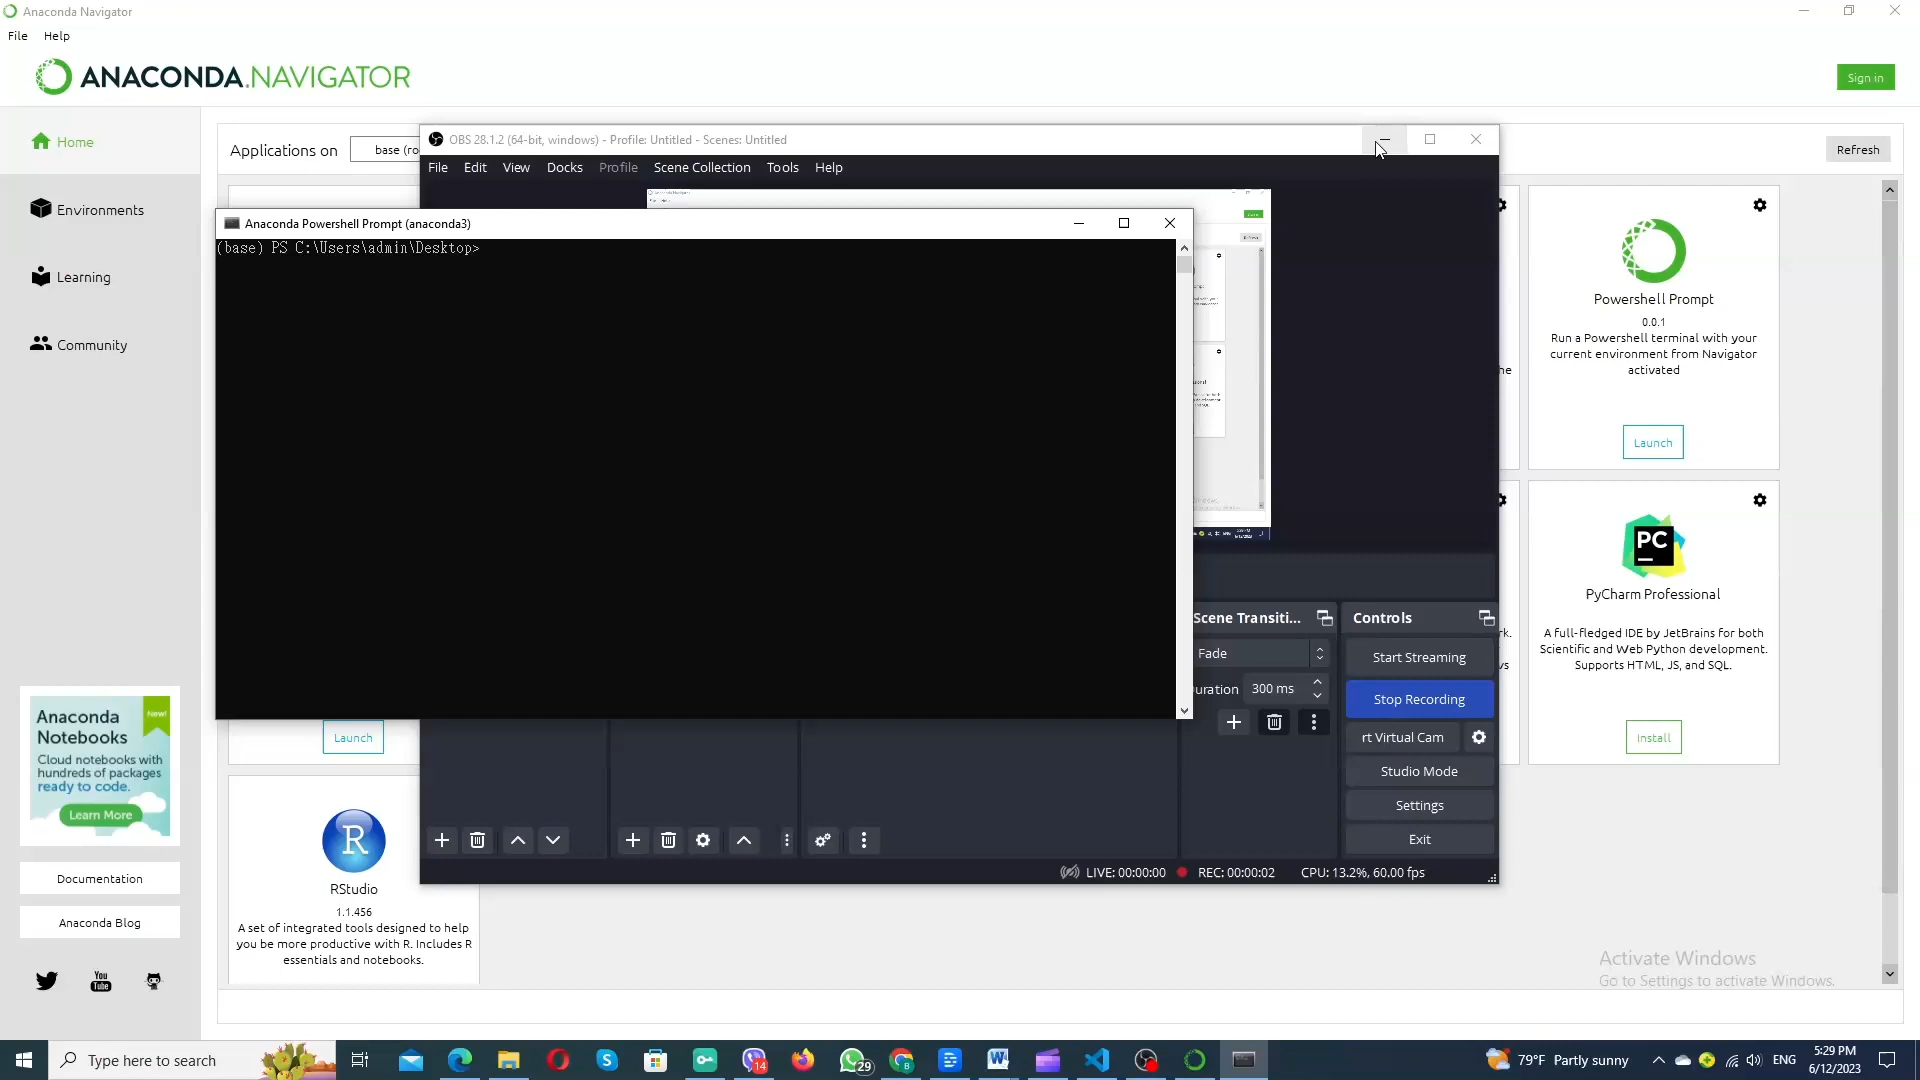 Anaconda Navigator
File Help
ANACONDA.NAVIGATOR
Sign in
Home
Environments
Learning
Community
Applications on
base (ro
Refresh
OBS 28.1.2 (64-bit, windows) - Profile: Untitled - Scenes: Untitled
File Edit View Docks Profile Scene Collection Tools Help
Anaconda Powershell Prompt (anaconda3)
(base) PS C:\Users\admin\Desktop>
Powershell Prompt
0.0.1
Run a Powershell terminal with your
current environment from Navigator
activated
Launch
he
PyCharm Professional
A full-fledged IDE by JetBrains for both
Scientific and Web Python development.
Supports HTML, JS, and SQL.
Install
rk.
vs
Scene Transiti...
Fade
uration 300 ms
Controls
Start Streaming
Stop Recording
rt Virtual Cam
Studio Mode
Settings
Exit
LIVE: 00:00:00 REC: 00:00:02 CPU: 13.2%, 60.00 fps
Launch
RStudio
1.1.456
A set of integrated tools designed to help
you be more productive with R. Includes R
essentials and notebooks.
Anaconda
Notebooks
New!
Cloud notebooks with
hundreds of packages
ready to code.
Learn More
Documentation
Anaconda Blog
You
Tube
Activate Windows
Go to Settings to activate Windows.
Type here to search
14
29
79°F Partly sunny
ENG
5:29 PM
6/12/2023